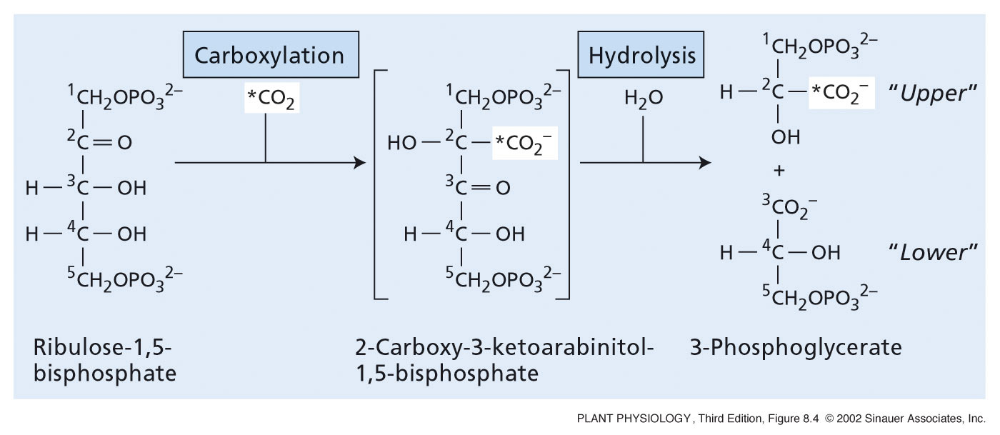 Carboxylation
Hydrolysis
¹CH₂OPO₃²⁻
²C=O
H—³C—OH
H—⁴C—OH
⁵CH₂OPO₃²⁻
*CO₂
¹CH₂OPO₃²⁻
HO—²C—*CO₂⁻
³C=O
H—⁴C—OH
⁵CH₂OPO₃²⁻
H₂O
¹CH₂OPO₃²⁻
H—²C—*CO₂⁻ “Upper”
OH
+
³CO₂⁻
H—⁴C—OH “Lower”
⁵CH₂OPO₃²⁻
Ribulose-1,5-
bisphosphate
2-Carboxy-3-ketoarabinitol-
1,5-bisphosphate
3-Phosphoglycerate
PLANT PHYSIOLOGY, Third Edition, Figure 8.4 © 2002 Sinauer Associates, Inc.